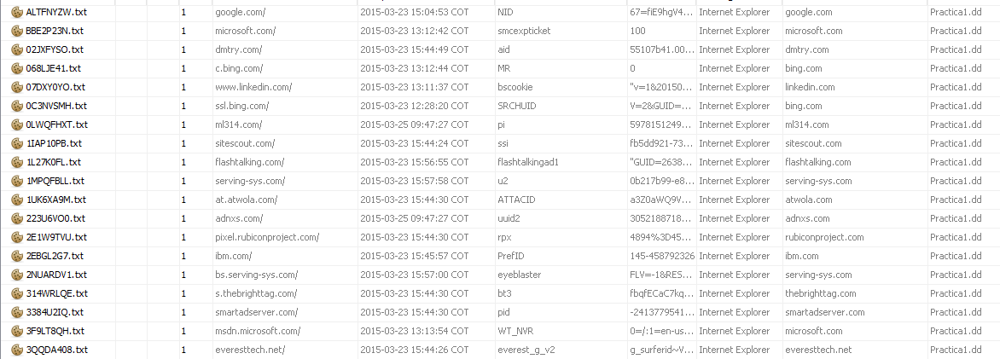 ALTFNYZW.txt 1 google.com/ 2015-03-23 15:04:53 COT NID 67=fiE9hgV4... Internet Explorer google.com Practica1.dd
BBE2P23N.txt 1 microsoft.com/ 2015-03-23 13:12:42 COT smcexpticket 100 Internet Explorer microsoft.com Practica1.dd
02JXFYSO.txt 1 dmtry.com/ 2015-03-23 15:44:49 COT aid 55107b41.00... Internet Explorer dmtry.com Practica1.dd
068LJE41.txt 1 c.bing.com/ 2015-03-23 13:12:44 COT MR 0 Internet Explorer bing.com Practica1.dd
07DXY0YO.txt 1 www.linkedin.com/ 2015-03-23 13:11:37 COT bscookie "v=1&20150... Internet Explorer linkedin.com Practica1.dd
0C3NVSMH.txt 1 ssl.bing.com/ 2015-03-23 12:28:20 COT SRCHUID V=2&GUID=... Internet Explorer bing.com Practica1.dd
0LWQFHXT.txt 1 ml314.com/ 2015-03-25 09:47:27 COT pi 5978151249... Internet Explorer ml314.com Practica1.dd
1IAP10PB.txt 1 sitescout.com/ 2015-03-23 15:44:24 COT ssi fb5dd921-73... Internet Explorer sitescout.com Practica1.dd
1L27K0FL.txt 1 flashtalking.com/ 2015-03-23 15:56:55 COT flashtalkingad1 "GUID=2638... Internet Explorer flashtalking.com Practica1.dd
1MPQFBLL.txt 1 serving-sys.com/ 2015-03-23 15:57:58 COT u2 0b217b99-e8... Internet Explorer serving-sys.com Practica1.dd
1UK6XA9M.txt 1 at.atwola.com/ 2015-03-23 15:44:30 COT ATTACID a3Z0aWQ9V... Internet Explorer atwola.com Practica1.dd
223U6VO0.txt 1 adnxs.com/ 2015-03-25 09:47:27 COT uuid2 3052188718... Internet Explorer adnxs.com Practica1.dd
2E1W9TVU.txt 1 pixel.rubiconproject.com/ 2015-03-23 15:44:30 COT rpx 4894%3D45... Internet Explorer rubiconproject.com Practica1.dd
2EBGL2G7.txt 1 ibm.com/ 2015-03-23 15:45:57 COT PrefID 145-458792326 Internet Explorer ibm.com Practica1.dd
2NUARDV1.txt 1 bs.serving-sys.com/ 2015-03-23 15:57:00 COT eyeblaster FLV=-1&RES... Internet Explorer serving-sys.com Practica1.dd
314WRLQE.txt 1 s.thebrighttag.com/ 2015-03-23 15:44:30 COT bt3 fbqfECaC7kq... Internet Explorer thebrighttag.com Practica1.dd
3384U2IQ.txt 1 smartadserver.com/ 2015-03-23 15:44:30 COT pid -2413779541... Internet Explorer smartadserver.com Practica1.dd
3F9LT8QH.txt 1 msdn.microsoft.com/ 2015-03-23 13:13:54 COT WT_NVR 0=/:1=en-us... Internet Explorer microsoft.com Practica1.dd
3QQDA408.txt 1 everesttech.net/ 2015-03-23 15:44:26 COT everest_g_v2 g_surferid~V... Internet Explorer everesttech.net Practica1.dd